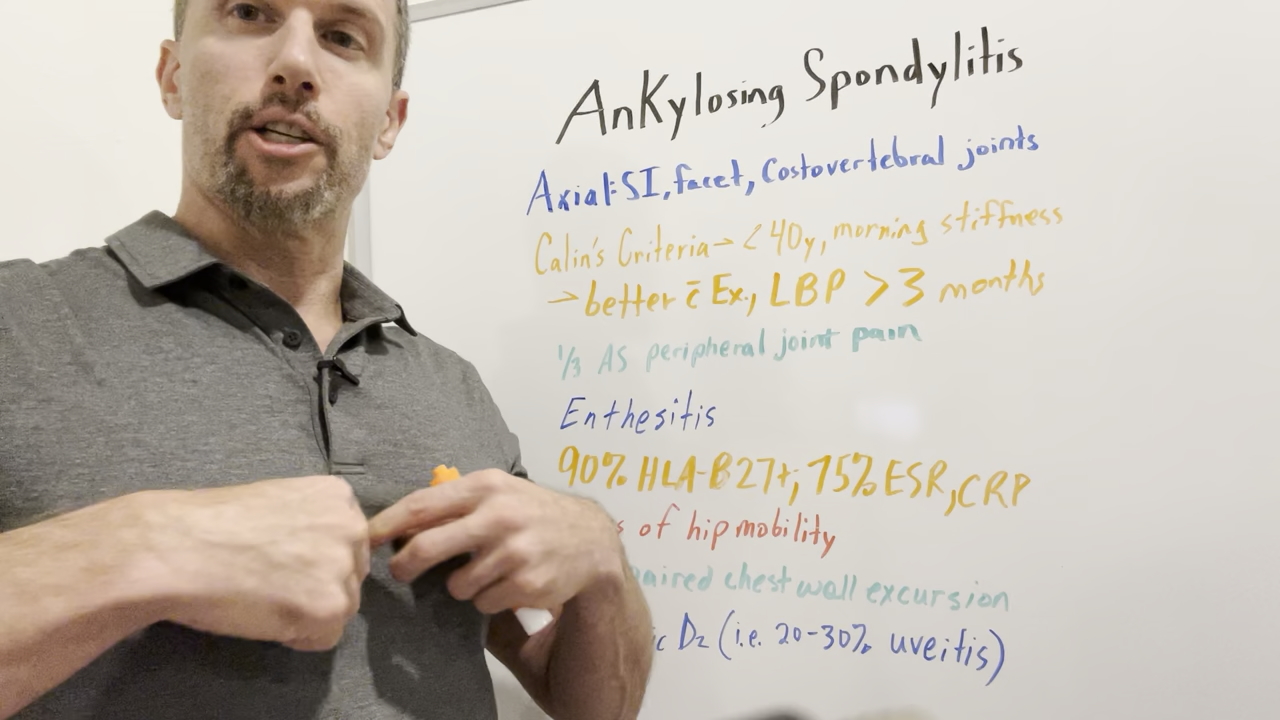 AnKylosing Spondylitis
Axial: SI, facet, Costovertebral joints
Calin's Criteria → < 40y, morning stiffness
→ better c̄ Ex., LBP > 3 months
1/3 AS peripheral joint pain
Enthesitis
90% HLA-B27+, 75% ESR, CRP
of hip mobility
chest wall excursion
Dz (i.e. 20-30% uveitis)